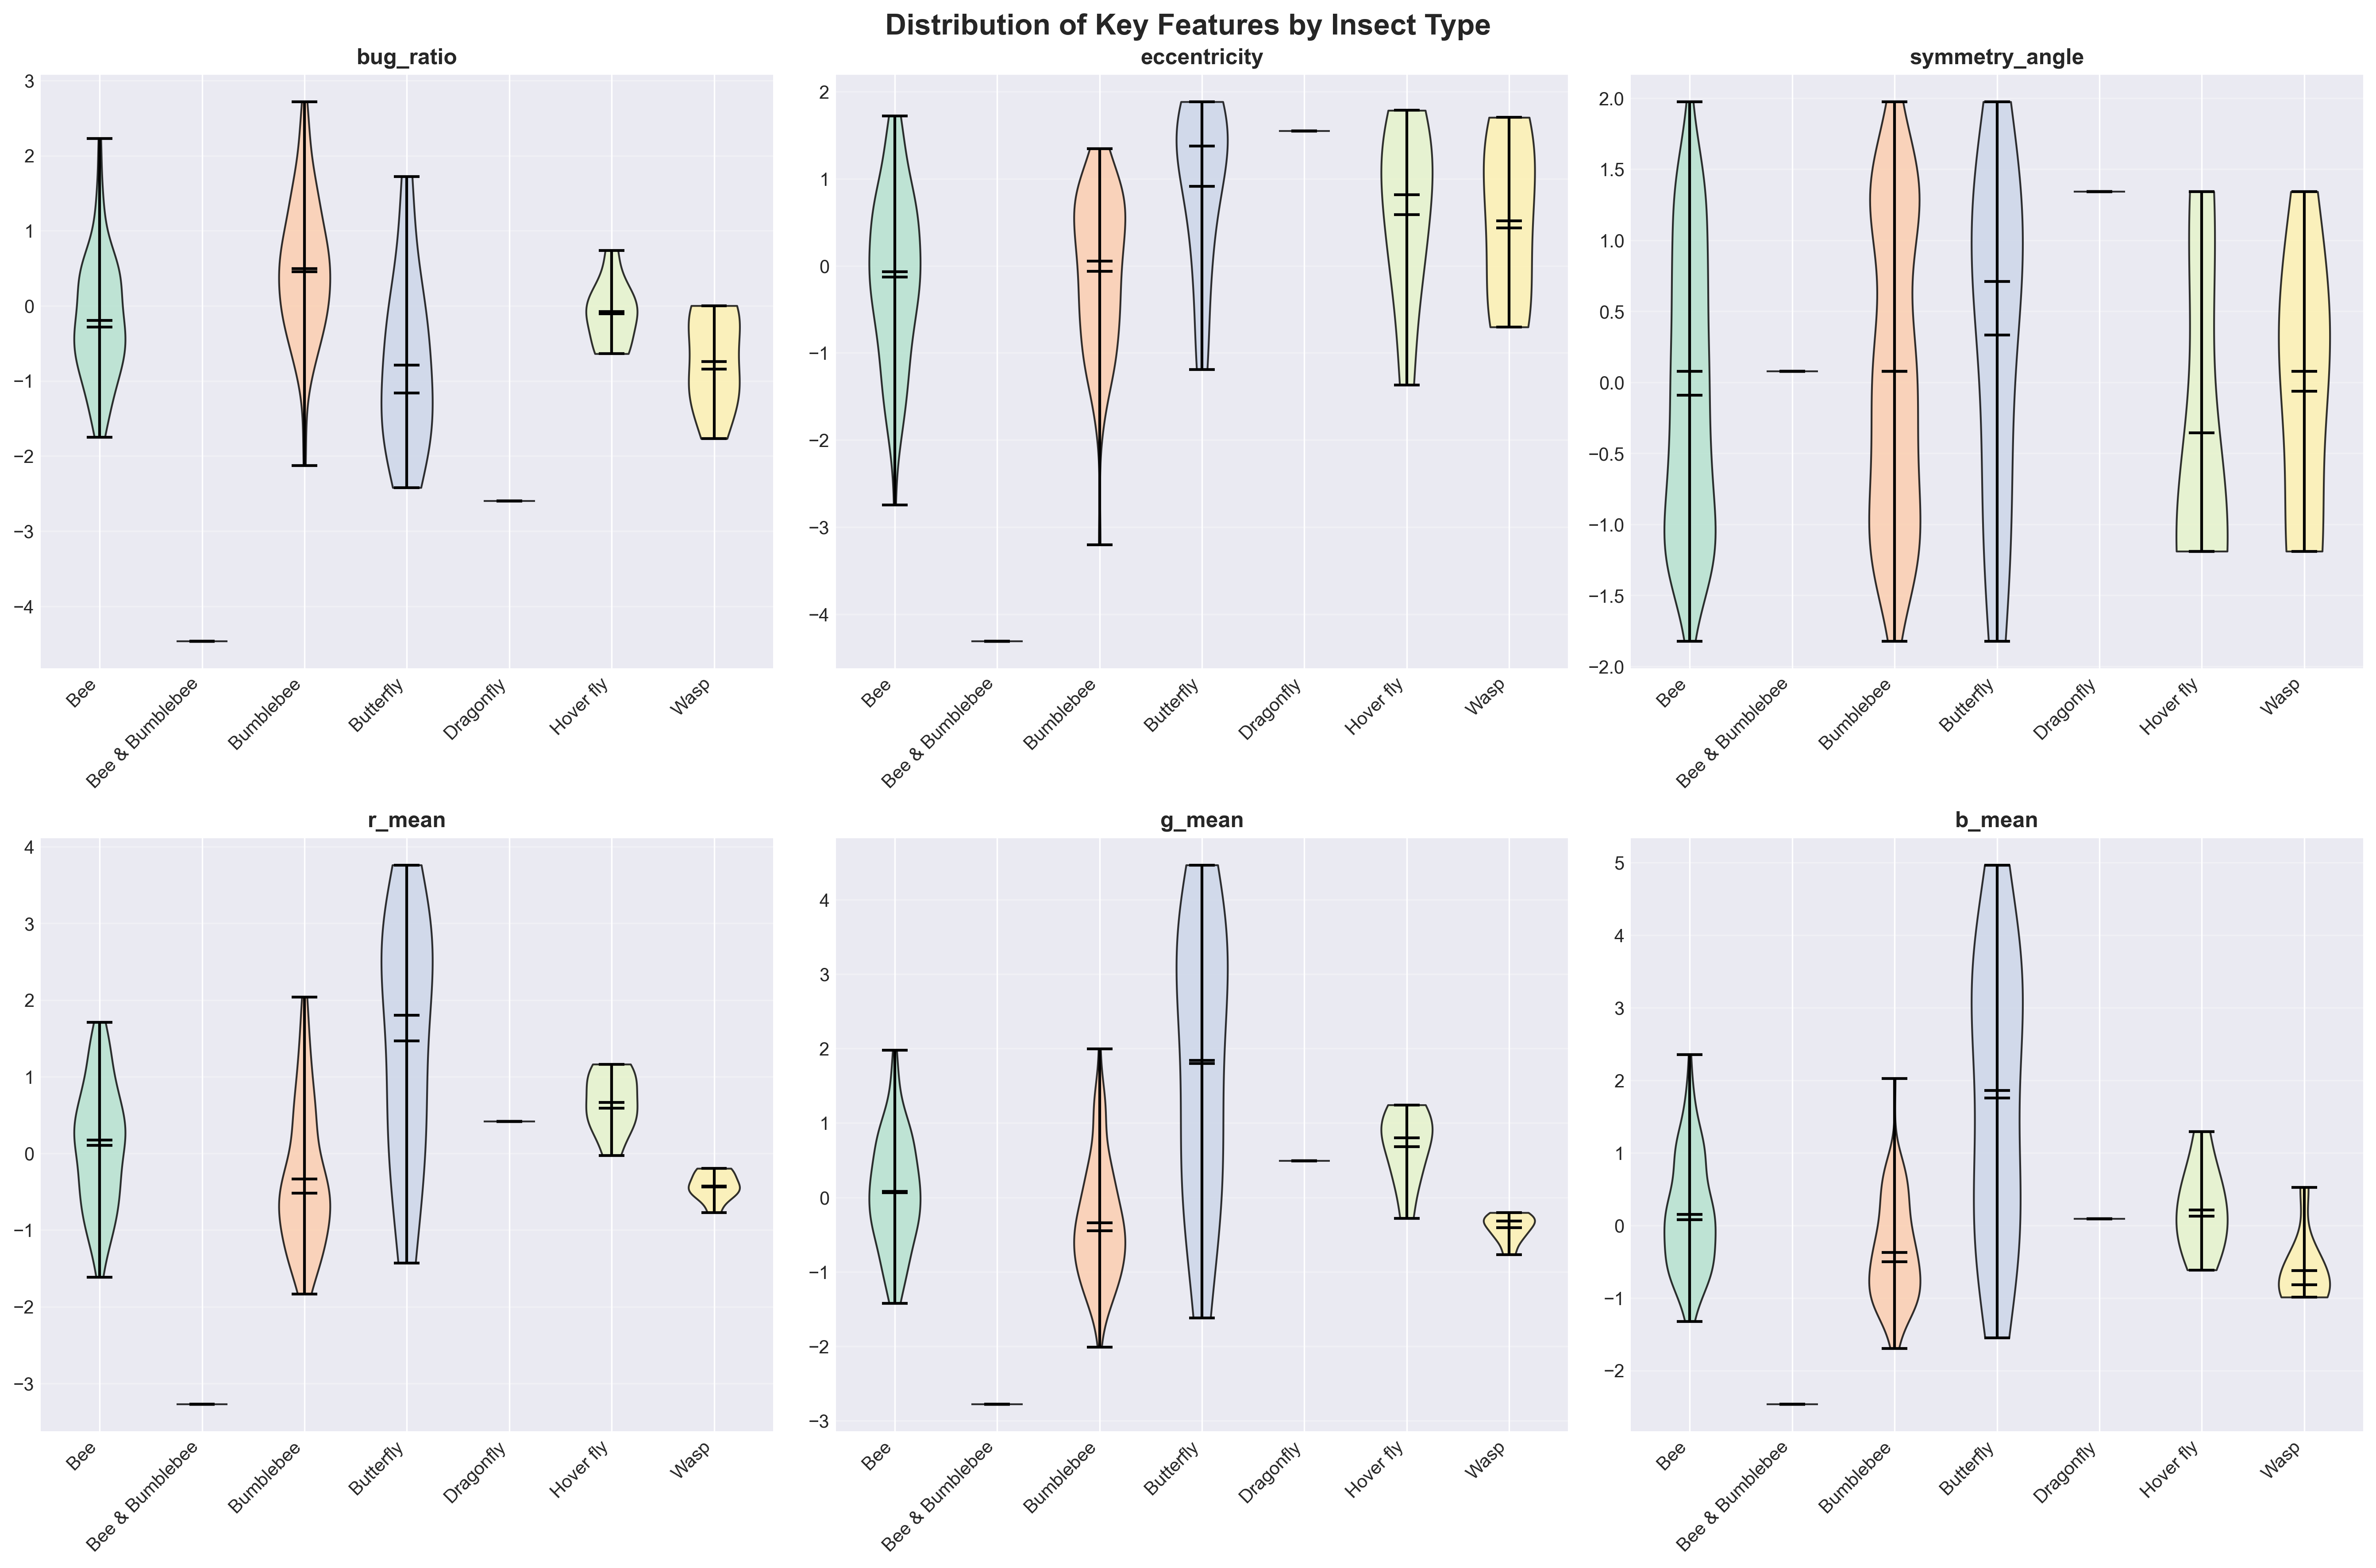 Distribution of Key Features by Insect Type
bug_ratio
3
2
1
0
−1
−2
−3
−4
Bee
Bee & Bumblebee
Bumblebee
Butterfly
Dragonfly
Hover fly
Wasp
eccentricity
2
1
0
−1
−2
−3
−4
Bee
Bee & Bumblebee
Bumblebee
Butterfly
Dragonfly
Hover fly
Wasp
symmetry_angle
2.0
1.5
1.0
0.5
0.0
−0.5
−1.0
−1.5
−2.0
Bee
Bee & Bumblebee
Bumblebee
Butterfly
Dragonfly
Hover fly
Wasp
r_mean
4
3
2
1
0
−1
−2
−3
Bee
Bee & Bumblebee
Bumblebee
Butterfly
Dragonfly
Hover fly
Wasp
g_mean
4
3
2
1
0
−1
−2
−3
Bee
Bee & Bumblebee
Bumblebee
Butterfly
Dragonfly
Hover fly
Wasp
b_mean
5
4
3
2
1
0
−1
−2
Bee
Bee & Bumblebee
Bumblebee
Butterfly
Dragonfly
Hover fly
Wasp